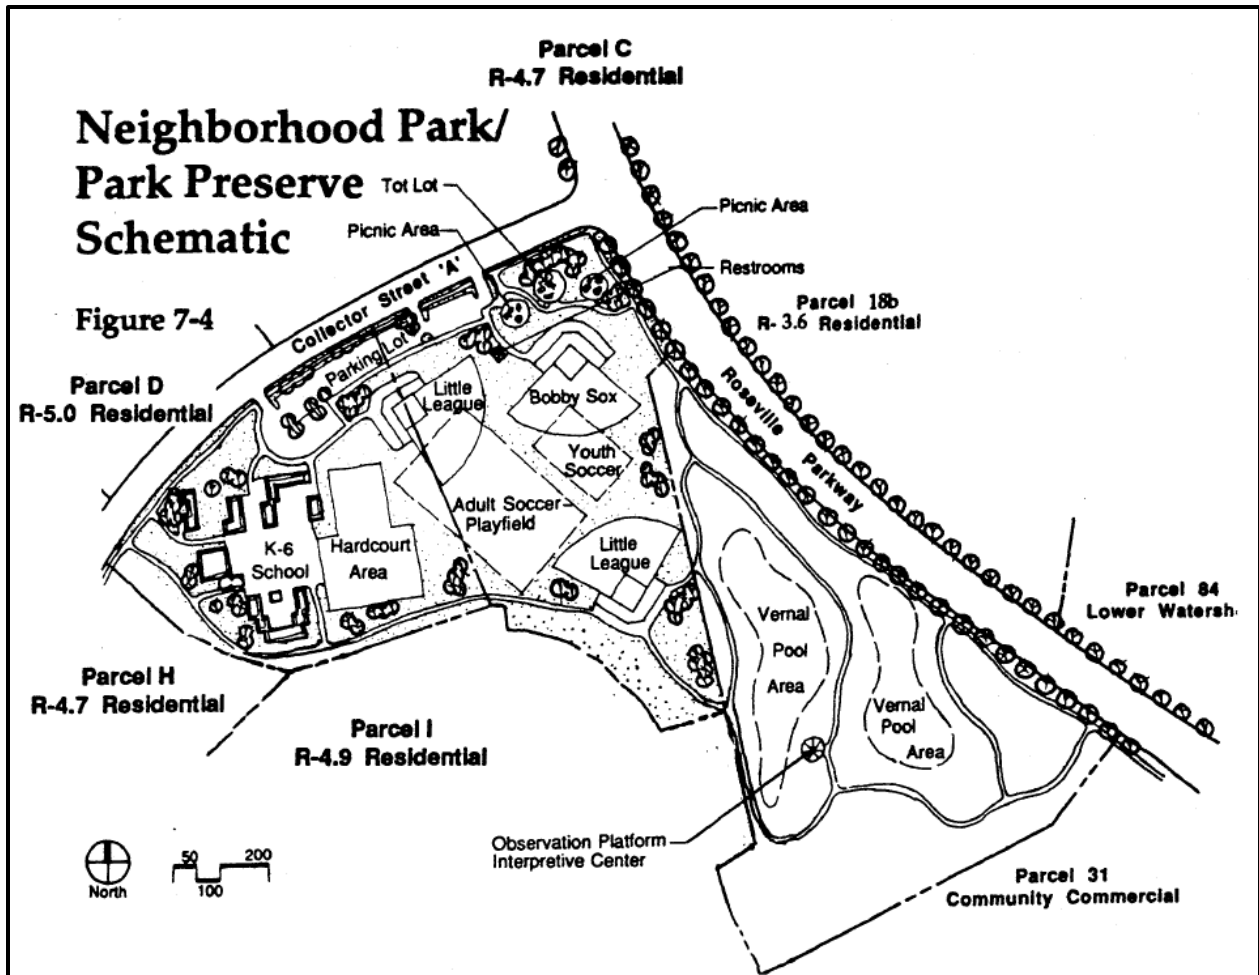 Parcel C
R-4.7 Residential
Neighborhood Park/
Park Preserve
Schematic
Figure 7-4
Tot Lot
Picnic Area
Picnic Area
Restrooms
Collector Street 'A'
Parking Lot
Parcel 18b
R-3.6 Residential
Parcel D
R-5.0 Residential
Little
League
Bobby Sox
Roseville
Parkway
Youth
Soccer
Adult Soccer
Playfield
K-6
School
Hardcourt
Area
Little
League
Parcel 84
Lower Watersh
Vernal
Pool
Area
Vernal
Pool
Area
Parcel H
R-4.7 Residential
Parcel I
R-4.9 Residential
Observation Platform
Interpretive Center
North
50
200
100
Parcel 31
Community Commercial